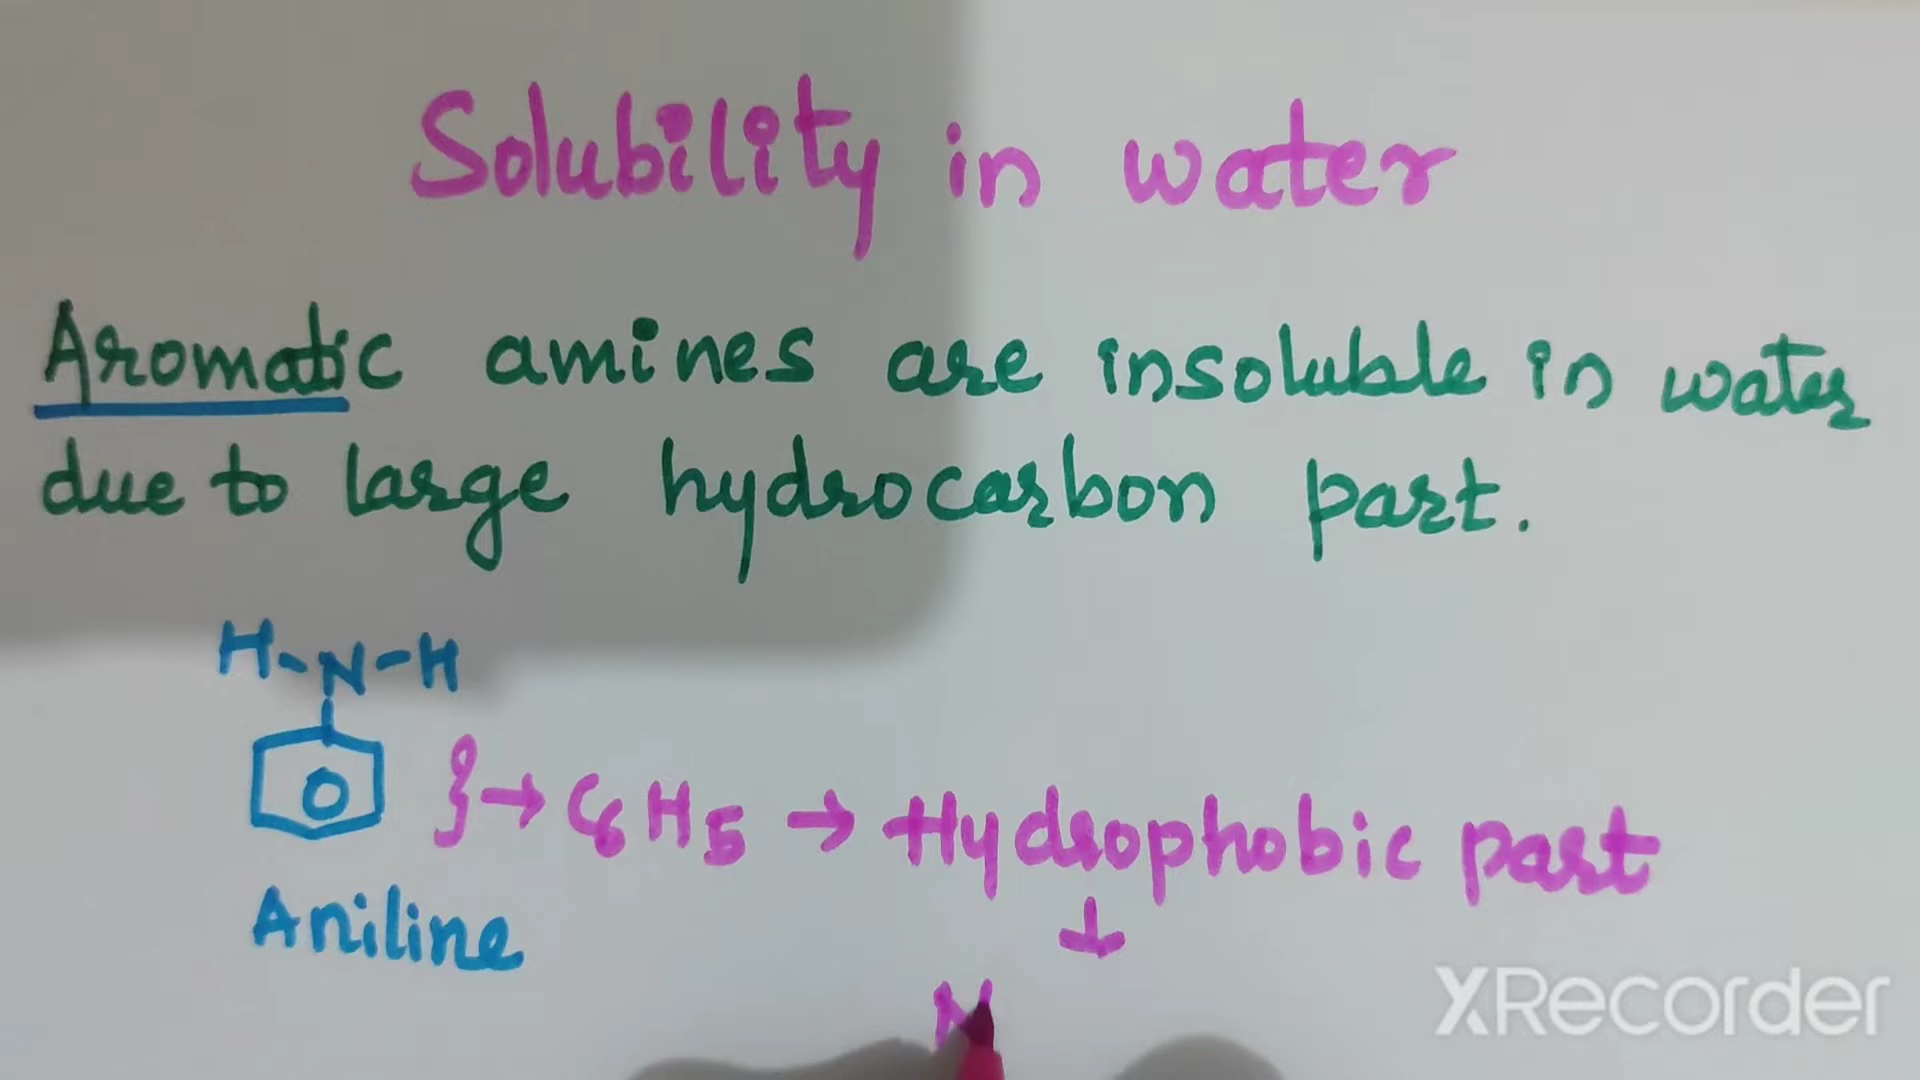 Solubility in water
Aromatic amines are insoluble in water
due to large hydrocarbon part.
H-N-H
} → C6H5 → Hydrophobic part
Aniline
N
XRecorder